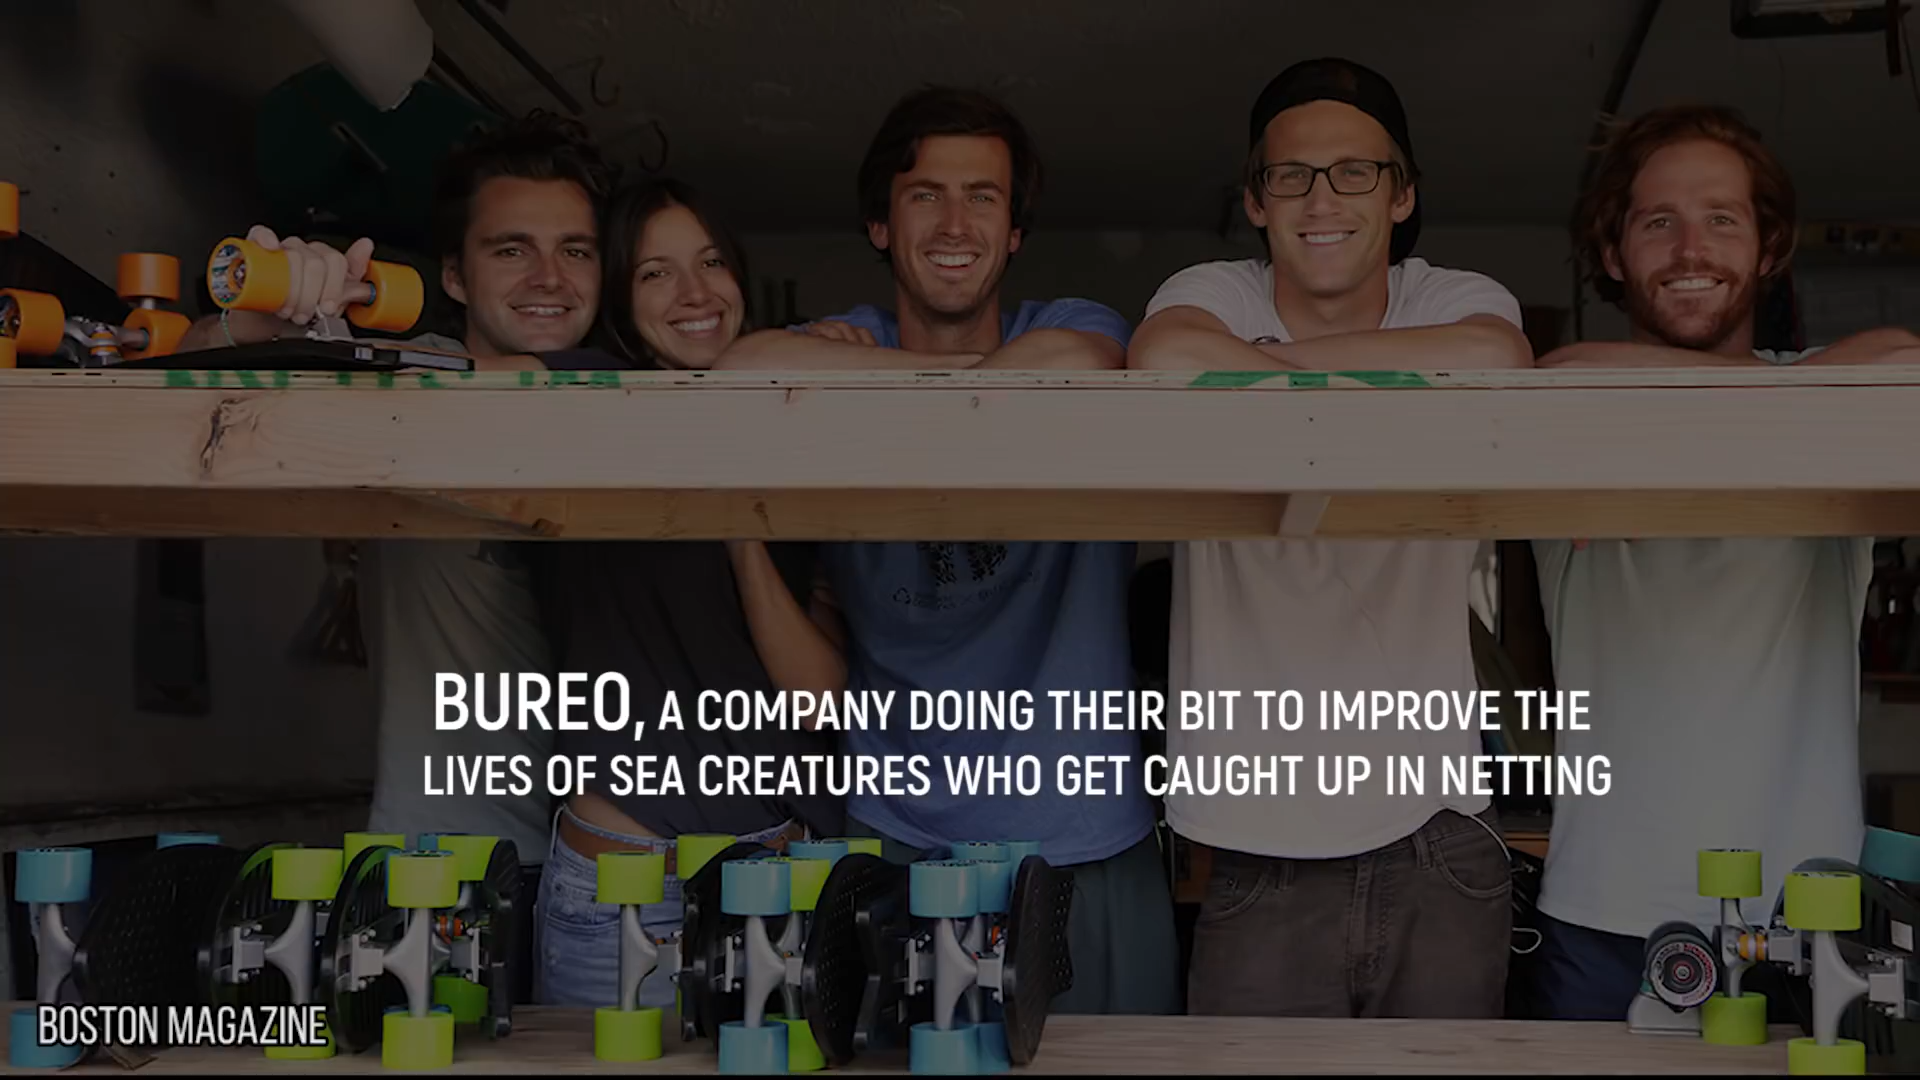 BUREO, A COMPANY DOING THEIR BIT TO IMPROVE THE
LIVES OF SEA CREATURES WHO GET CAUGHT UP IN NETTING
BOSTON MAGAZINE